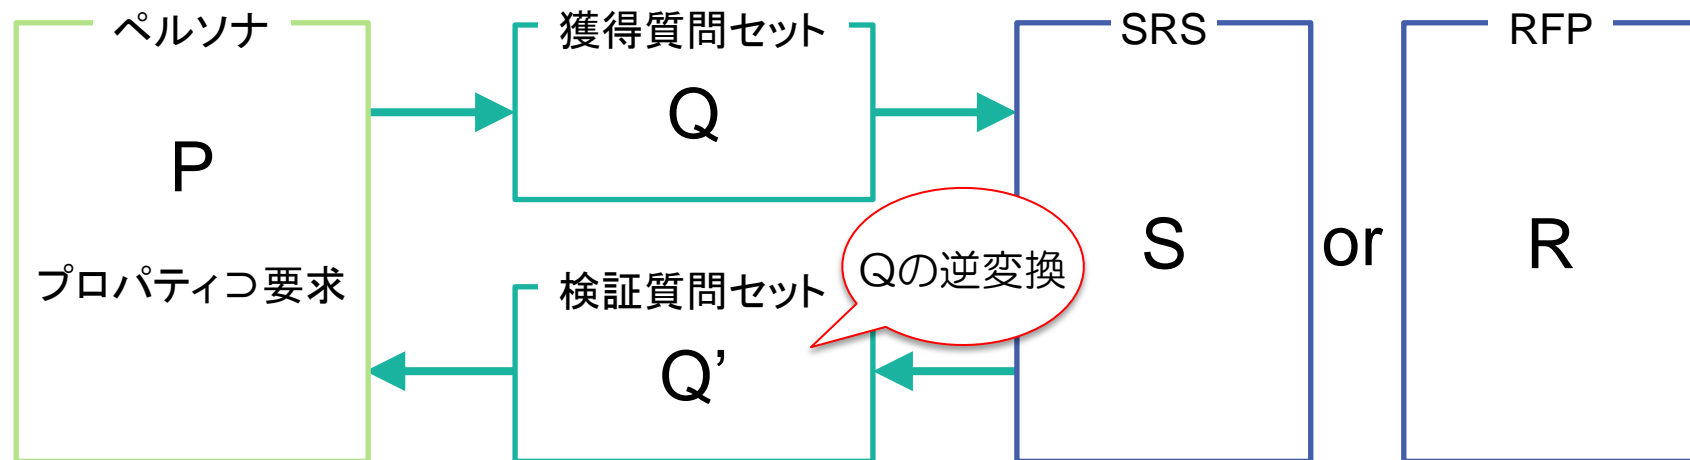 ペルソナ
P
プロパティ⊃要求
獲得質問セット
Q
検証質問セット
Q’
Qの逆変換
SRS
S
or
RFP
R